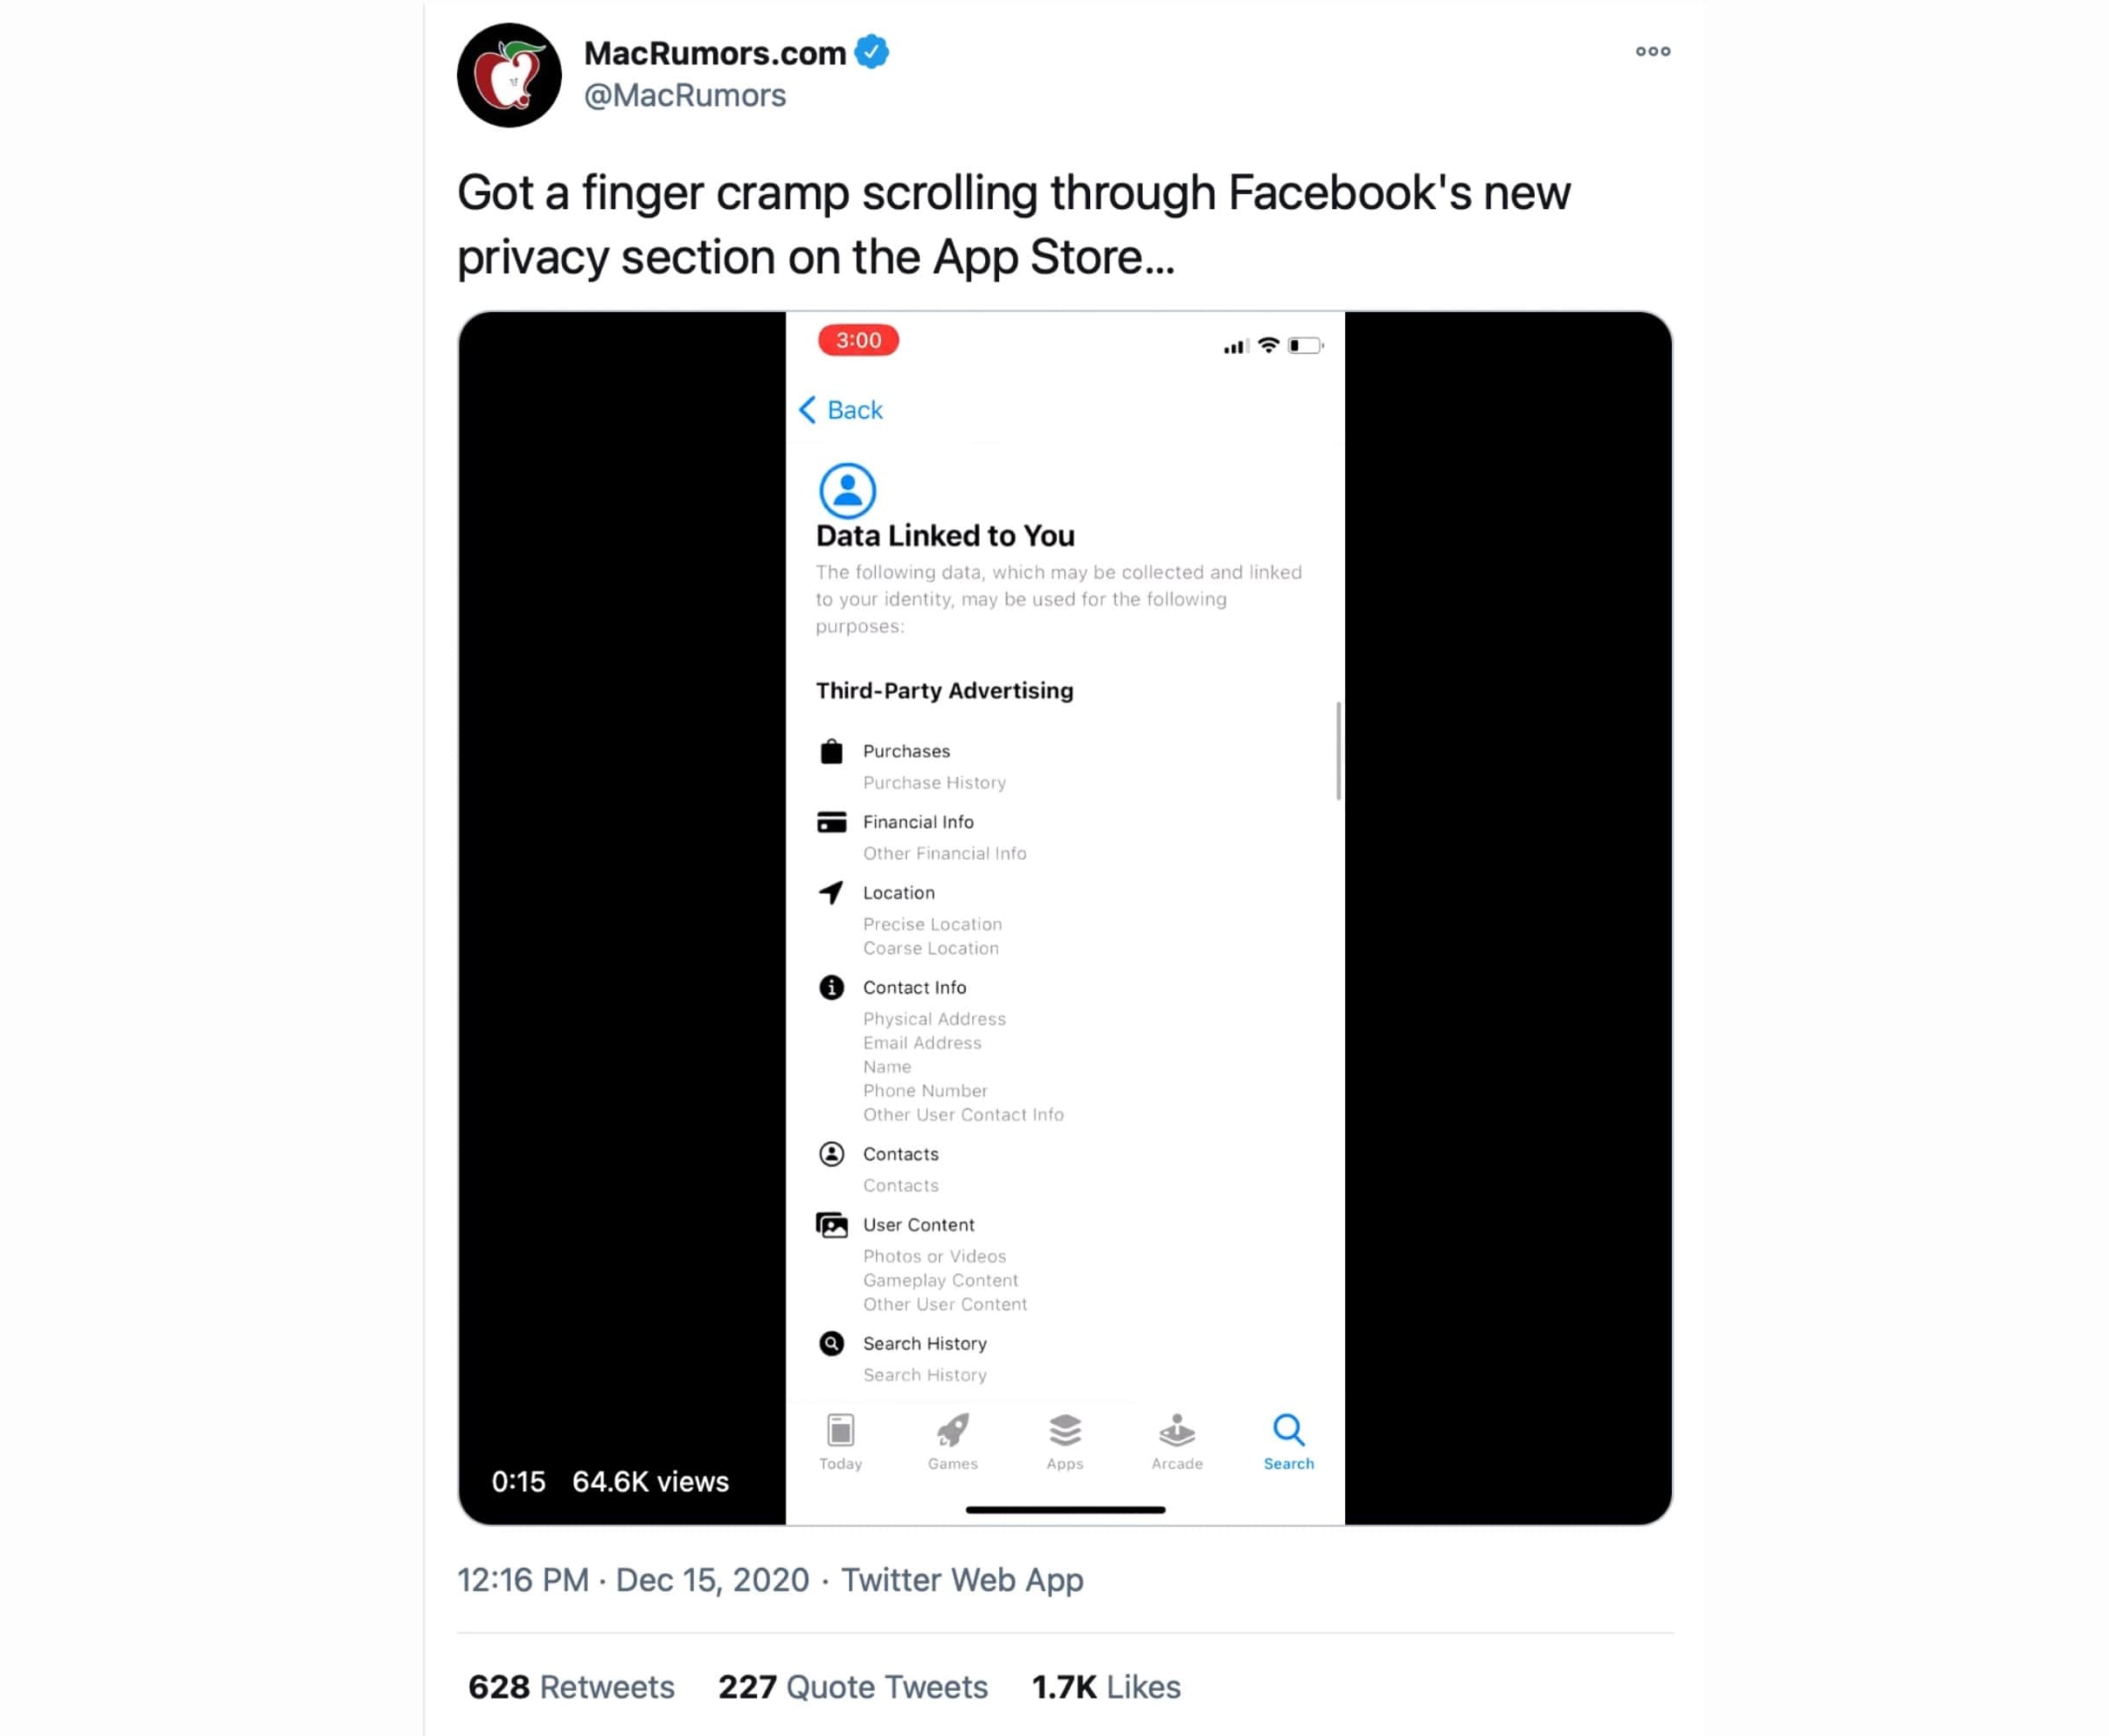 MacRumors.com
@MacRumors
Got a finger cramp scrolling through Facebook's new
privacy section on the App Store...
3:00
Back
Data Linked to You
The following data, which may be collected and linked
to your identity, may be used for the following
purposes:
Third-Party Advertising
Purchases
Purchase History
Financial Info
Other Financial Info
Location
Precise Location
Coarse Location
Contact Info
Physical Address
Email Address
Name
Phone Number
Other User Contact Info
Contacts
Contacts
User Content
Photos or Videos
Gameplay Content
Other User Content
Search History
Search History
Today Games Apps Arcade Search
0:15 64.6K views
12:16 PM · Dec 15, 2020 · Twitter Web App
628 Retweets 227 Quote Tweets 1.7K Likes